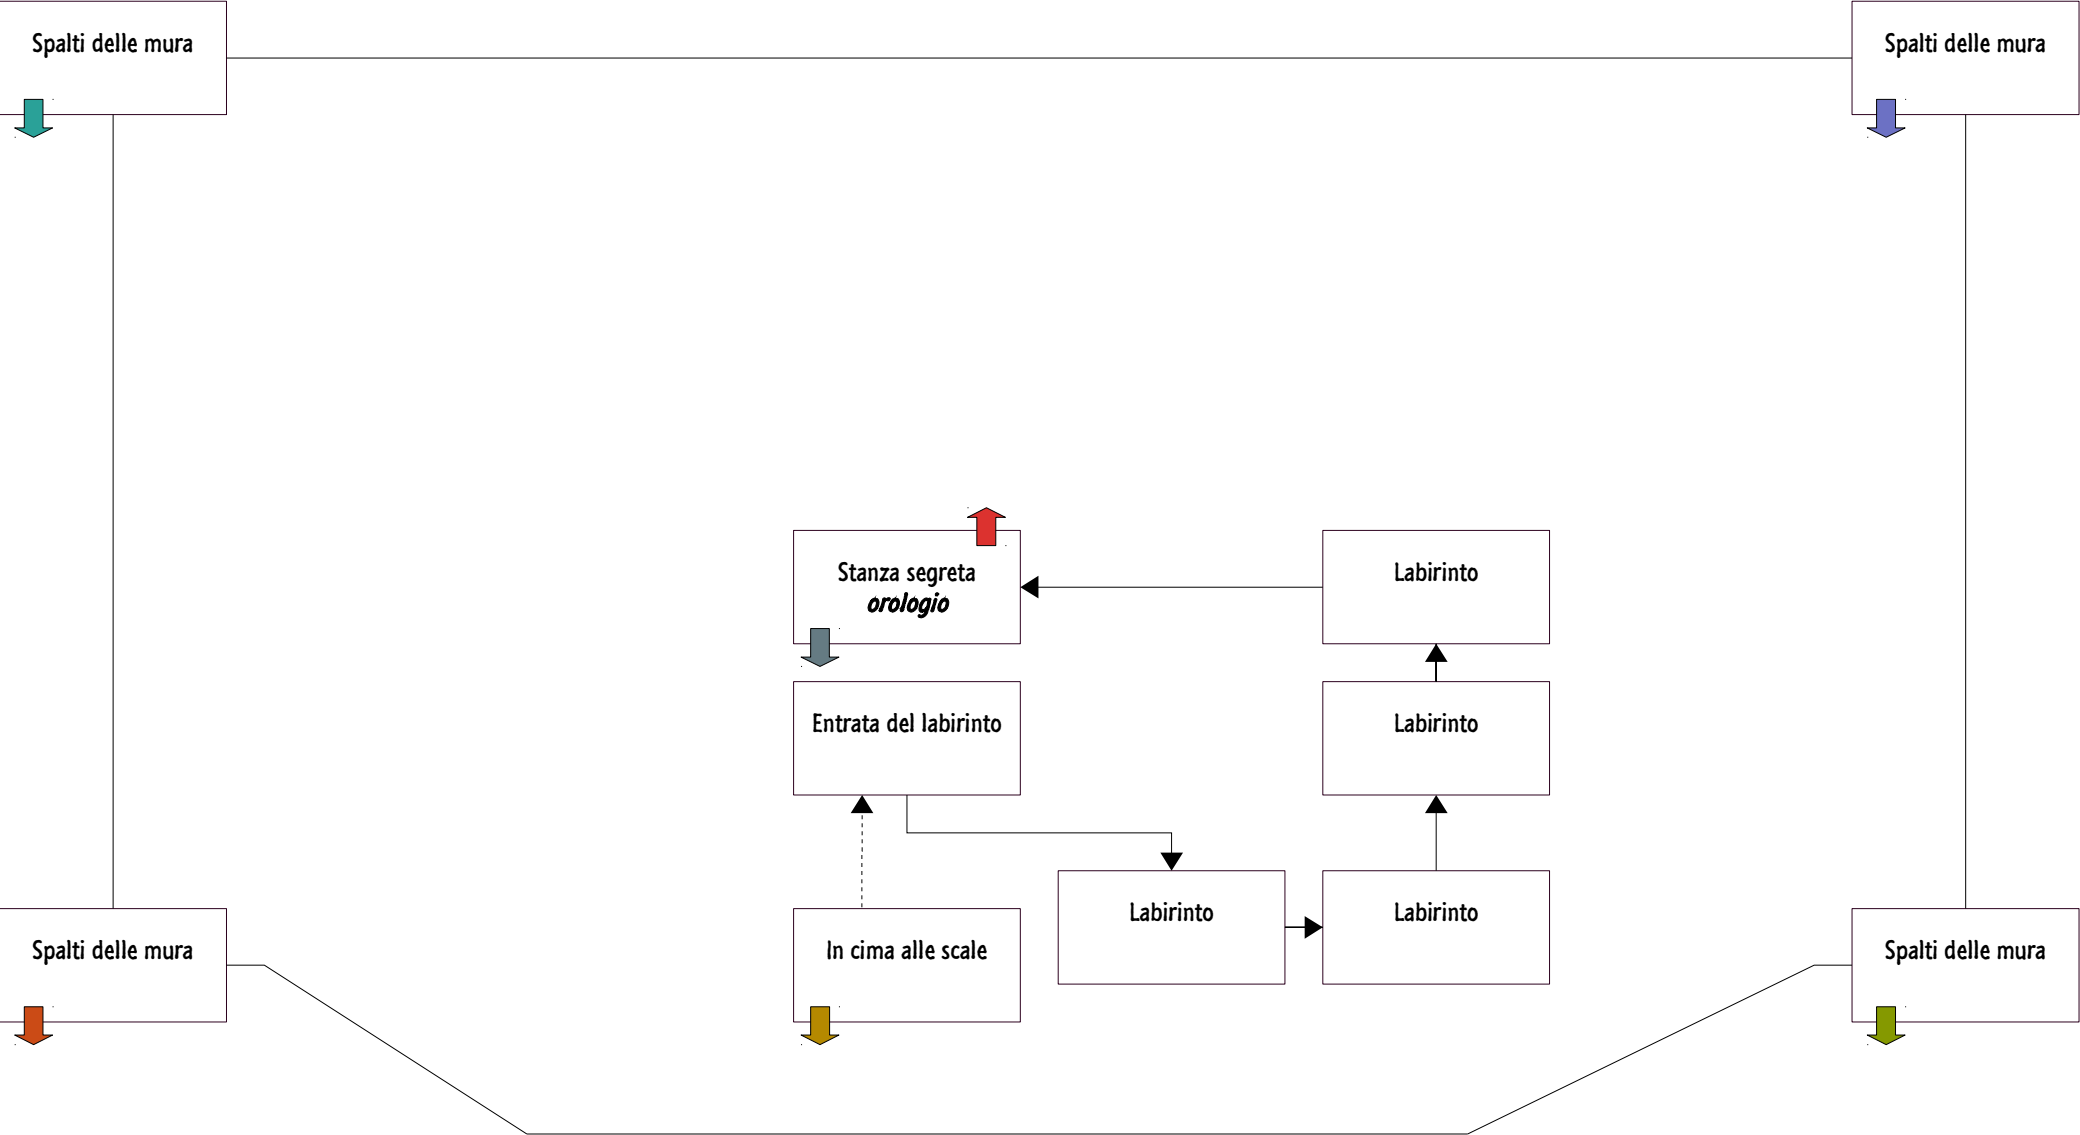 Spalti delle mura
Spalti delle mura
Stanza segreta
orologio
Labirinto
Entrata del labirinto
Labirinto
Labirinto
Labirinto
Spalti delle mura
In cima alle scale
Spalti delle mura